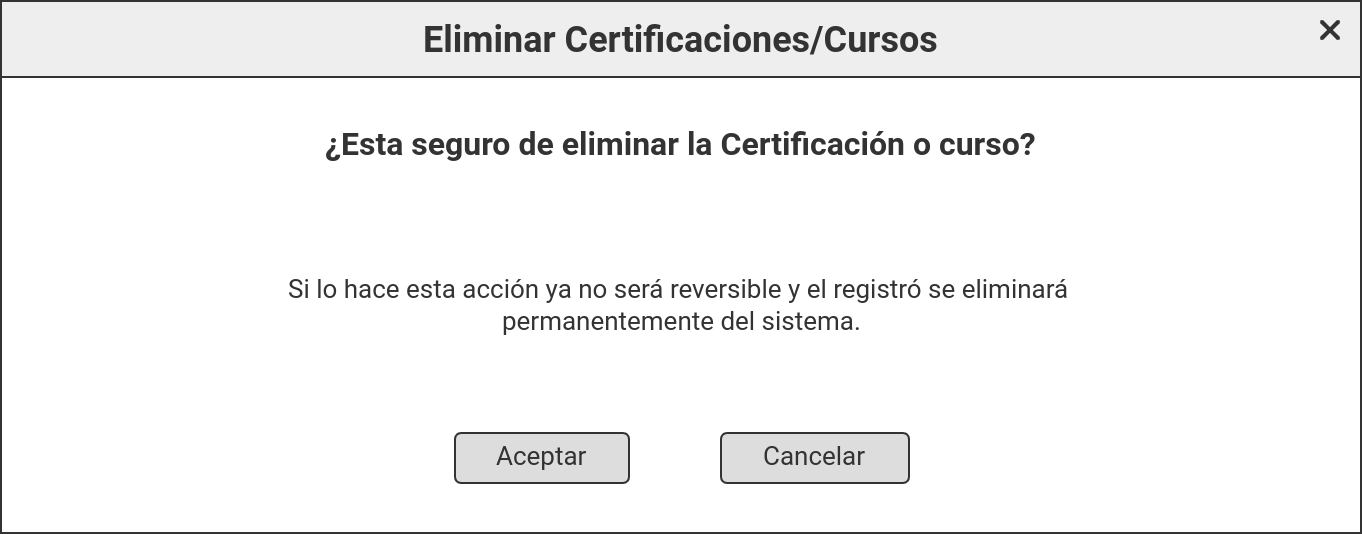 Eliminar Certificaciones/Cursos
¿Esta seguro de eliminar la Certificación o curso?
Si lo hace esta acción ya no será reversible y el registró se eliminará
permanentemente del sistema.
Aceptar
Cancelar